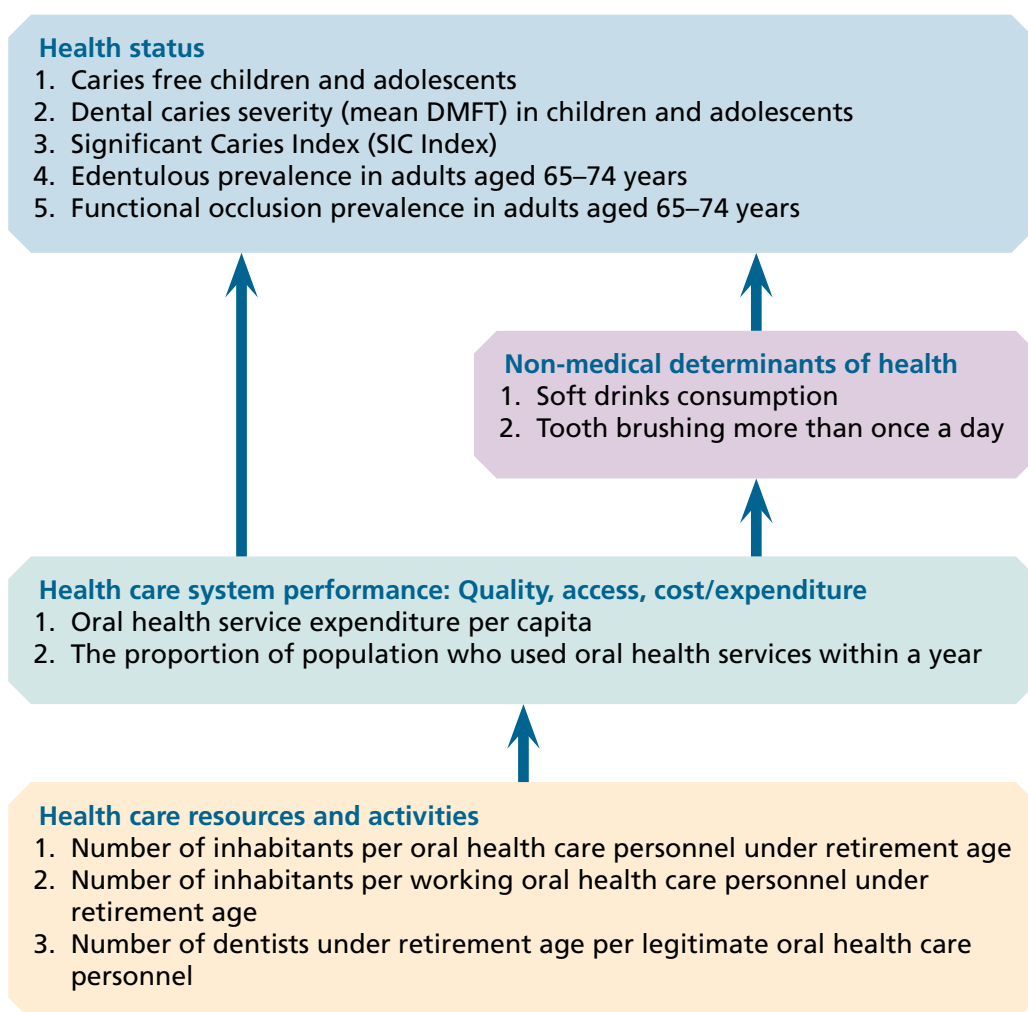 Health status
1. Caries free children and adolescents
2. Dental caries severity (mean DMFT) in children and adolescents
3. Significant Caries Index (SIC Index)
4. Edentulous prevalence in adults aged 65–74 years
5. Functional occlusion prevalence in adults aged 65–74 years
Non-medical determinants of health
1. Soft drinks consumption
2. Tooth brushing more than once a day
Health care system performance: Quality, access, cost/expenditure
1. Oral health service expenditure per capita
2. The proportion of population who used oral health services within a year
Health care resources and activities
1. Number of inhabitants per oral health care personnel under retirement age
2. Number of inhabitants per working oral health care personnel under
retirement age
3. Number of dentists under retirement age per legitimate oral health care
personnel